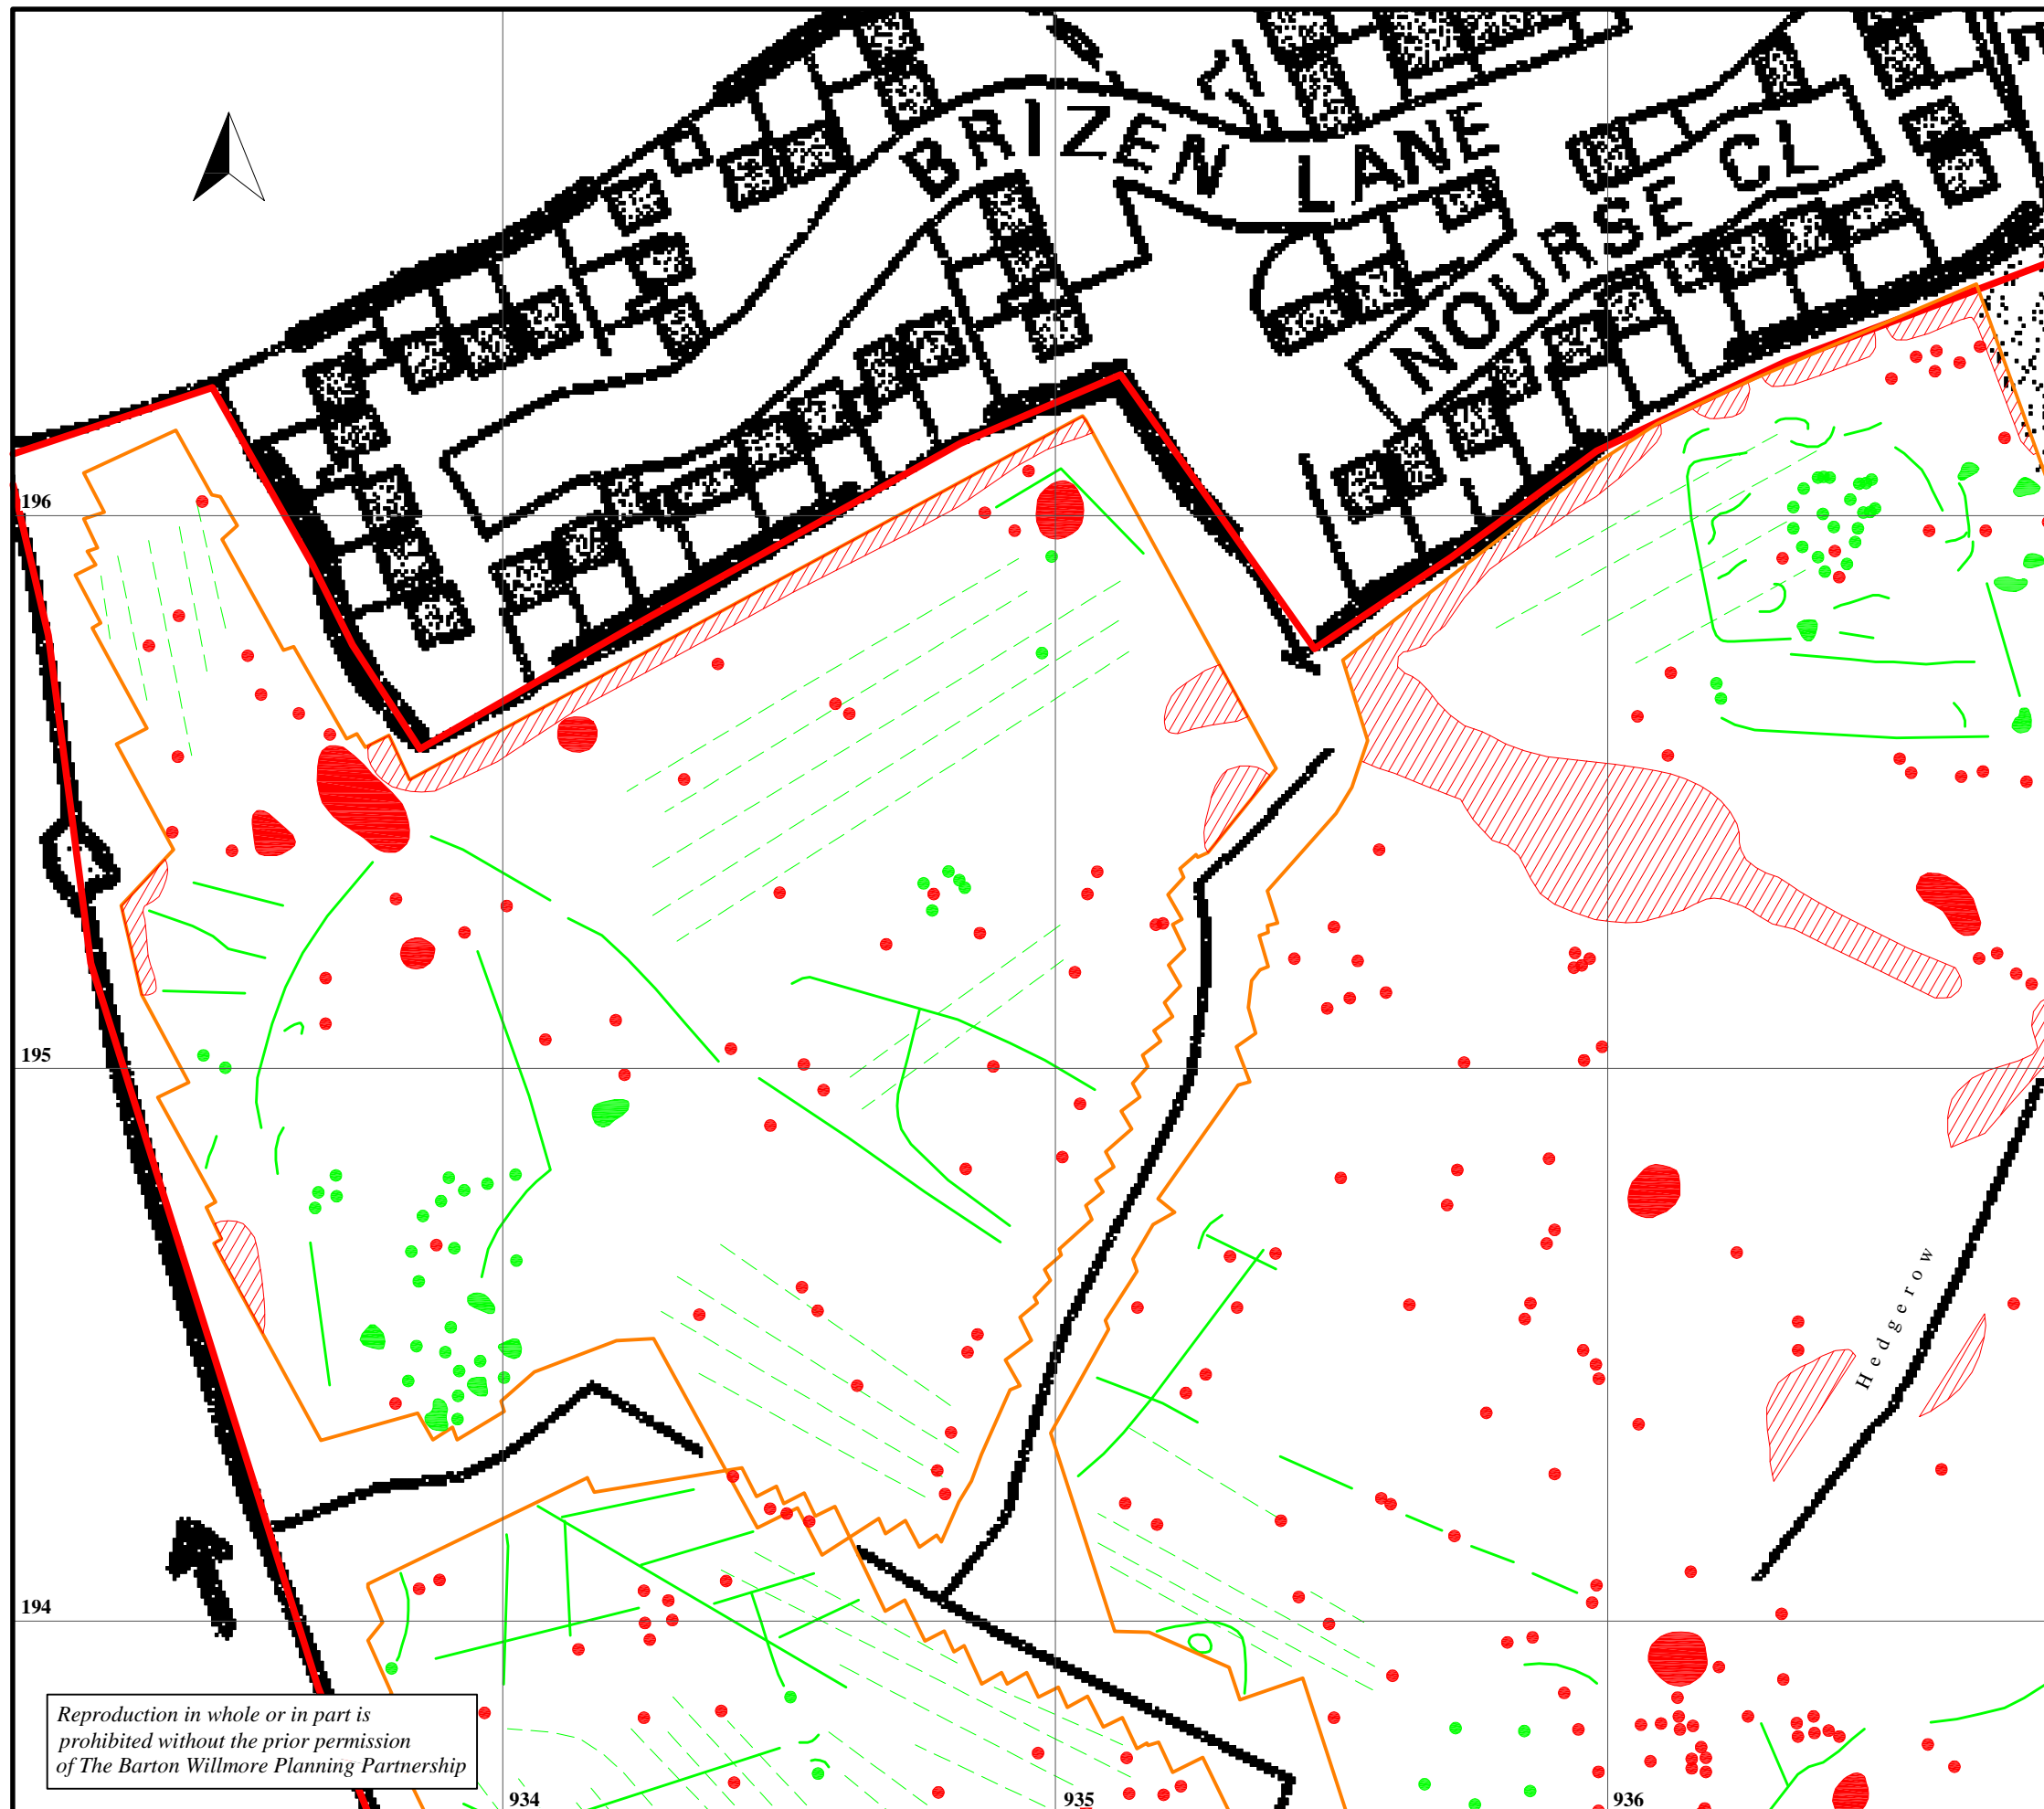 BRIZEN LANE
NOURSE CL
196
195
Hedgerow
194
Reproduction in whole or in part is
prohibited without the prior permission
of The Barton Willmore Planning Partnership
934
935
936